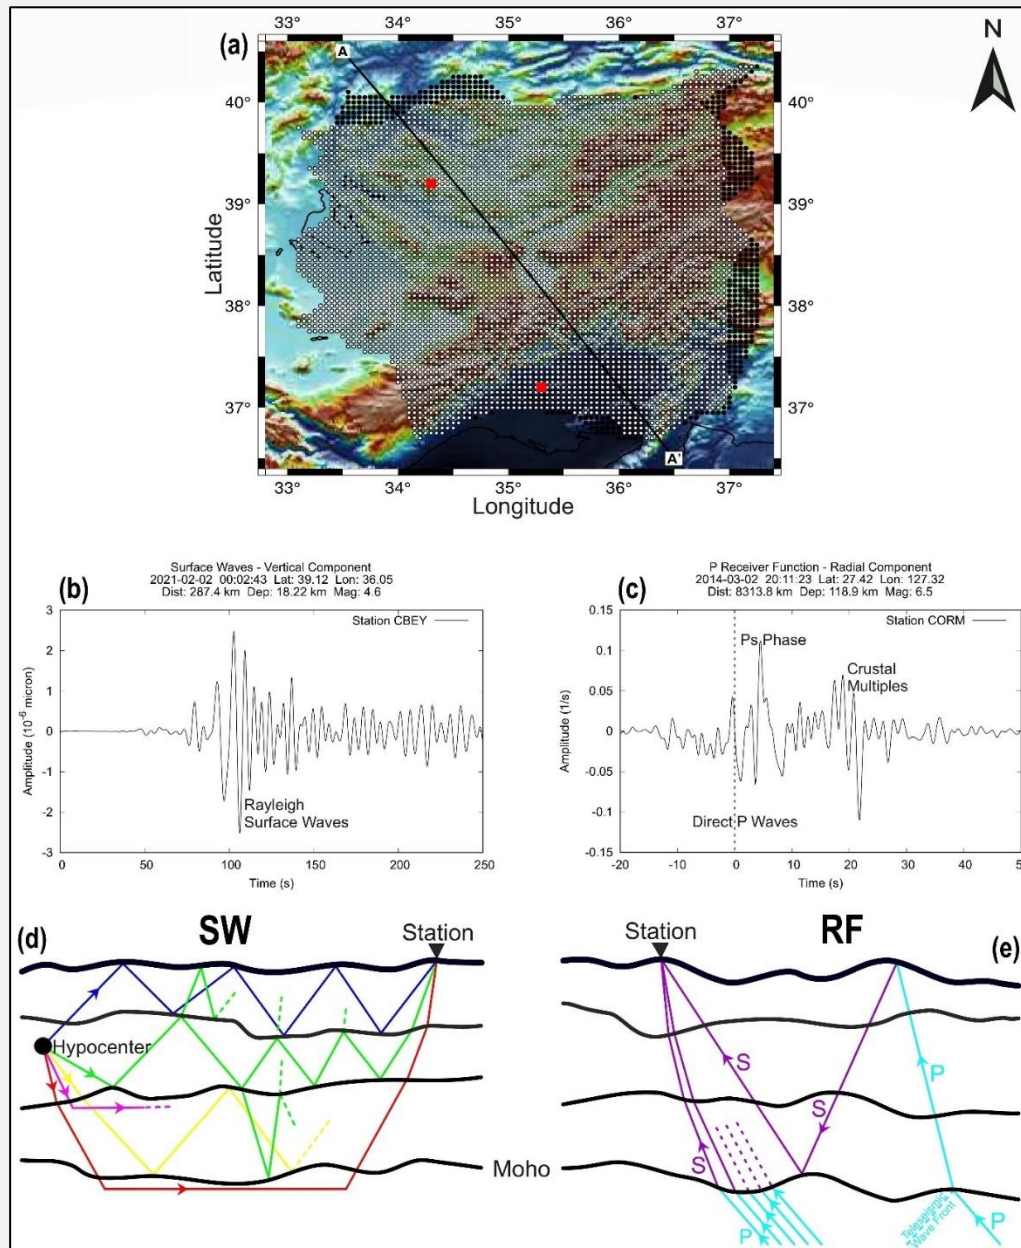 33° 34° 35° 36° 37°
(a)
N
A
40° 40°
39° 39°
38° 38°
37° 37°
Latitude
A'
33° 34° 35° 36° 37°
Longitude
(b)
Surface Waves - Vertical Component
2021-02-02 00:02:43 Lat: 39.12 Lon: 36.05
Dist: 287.4 km Dep: 18.22 km Mag: 4.6
Station CBEY
3
2
1
0
-1
-2
-3
Amplitude (10⁻⁶ micron)
Rayleigh
Surface Waves
0 50 100 150 200 250
Time (s)
(c)
P Receiver Function - Radial Component
2014-03-02 20:11:23 Lat: 27.42 Lon: 127.32
Dist: 8313.8 km Dep: 118.9 km Mag: 6.5
Station CORM
0.15
0.1
0.05
0
-0.05
-0.1
-0.15
Amplitude (1/s)
Ps Phase
Crustal
Multiples
Direct P Waves
-20 -10 0 10 20 30 40 50
Time (s)
(d)
SW
Station
Hypocenter
Moho
Station
RF
(e)
S
P
S
S
P
Teleseismic
Wave Front
P